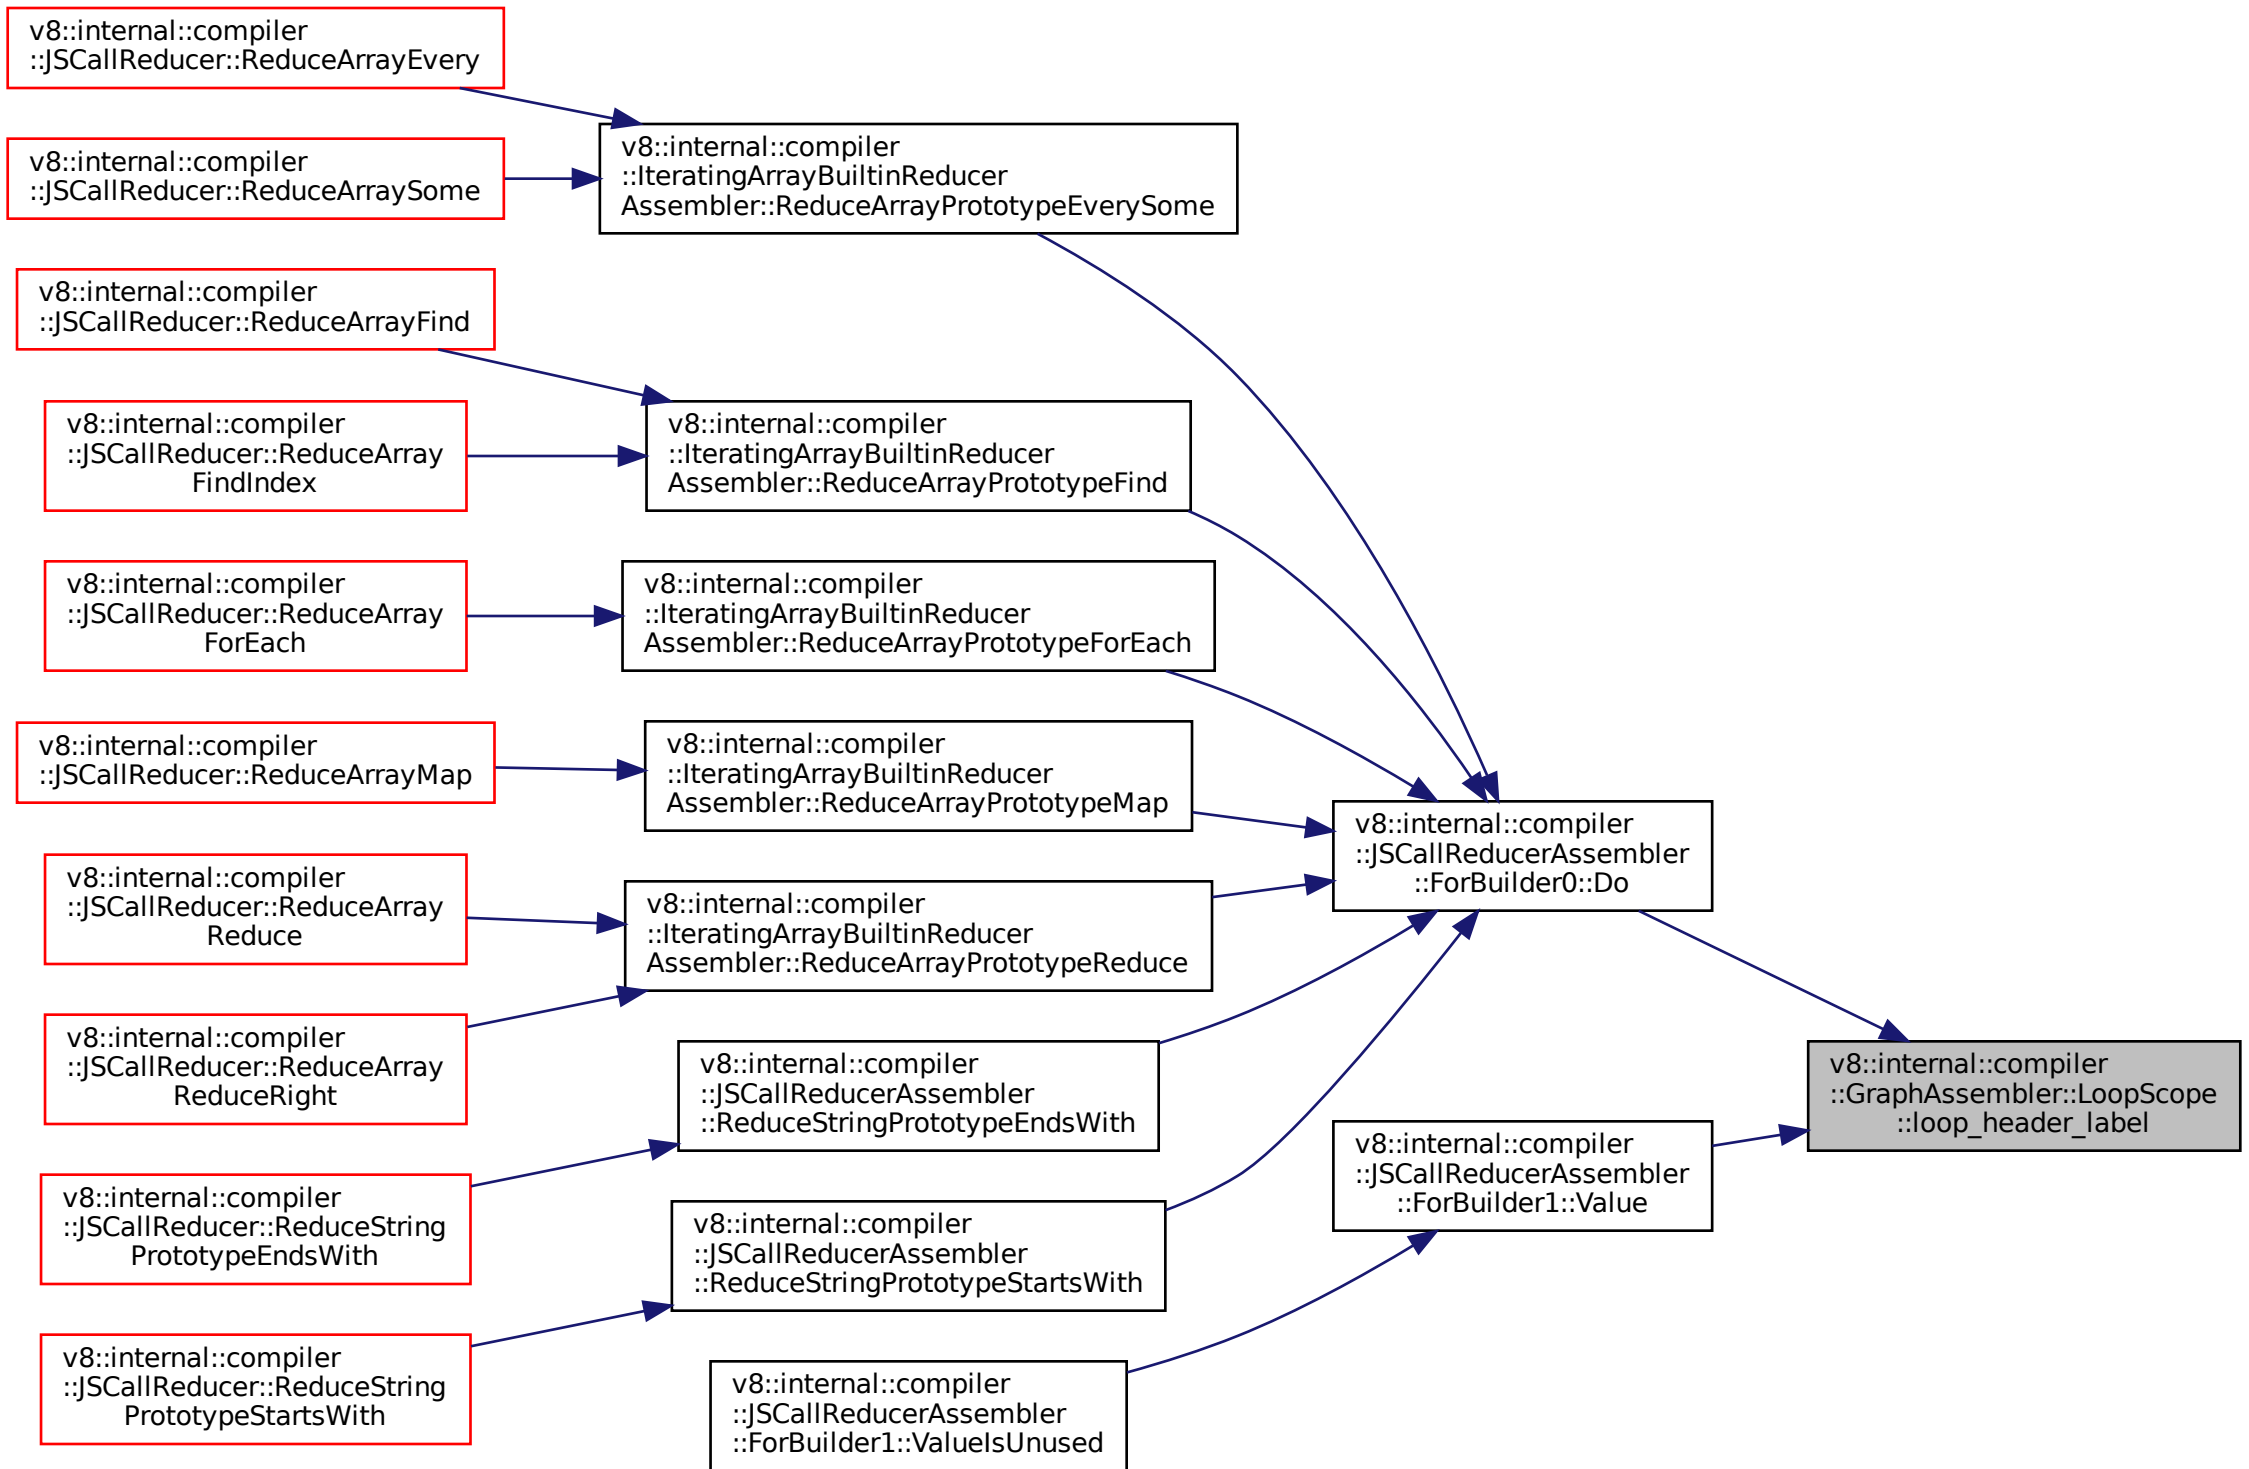 v8::internal::compiler
::JSCallReducer::ReduceArrayEvery
v8::internal::compiler
::JSCallReducer::ReduceArraySome
v8::internal::compiler
::JSCallReducer::ReduceArrayFind
v8::internal::compiler
::JSCallReducer::ReduceArray
FindIndex
v8::internal::compiler
::JSCallReducer::ReduceArray
ForEach
v8::internal::compiler
::JSCallReducer::ReduceArrayMap
v8::internal::compiler
::JSCallReducer::ReduceArray
Reduce
v8::internal::compiler
::JSCallReducer::ReduceArray
ReduceRight
v8::internal::compiler
::JSCallReducer::ReduceString
PrototypeEndsWith
v8::internal::compiler
::JSCallReducer::ReduceString
PrototypeStartsWith
v8::internal::compiler
::IteratingArrayBuiltinReducer
Assembler::ReduceArrayPrototypeEverySome
v8::internal::compiler
::IteratingArrayBuiltinReducer
Assembler::ReduceArrayPrototypeFind
v8::internal::compiler
::IteratingArrayBuiltinReducer
Assembler::ReduceArrayPrototypeForEach
v8::internal::compiler
::IteratingArrayBuiltinReducer
Assembler::ReduceArrayPrototypeMap
v8::internal::compiler
::IteratingArrayBuiltinReducer
Assembler::ReduceArrayPrototypeReduce
v8::internal::compiler
::JSCallReducerAssembler
::ReduceStringPrototypeEndsWith
v8::internal::compiler
::JSCallReducerAssembler
::ReduceStringPrototypeStartsWith
v8::internal::compiler
::JSCallReducerAssembler
::ForBuilder1::ValueIsUnused
v8::internal::compiler
::JSCallReducerAssembler
::ForBuilder0::Do
v8::internal::compiler
::JSCallReducerAssembler
::ForBuilder1::Value
v8::internal::compiler
::GraphAssembler::LoopScope
::loop_header_label